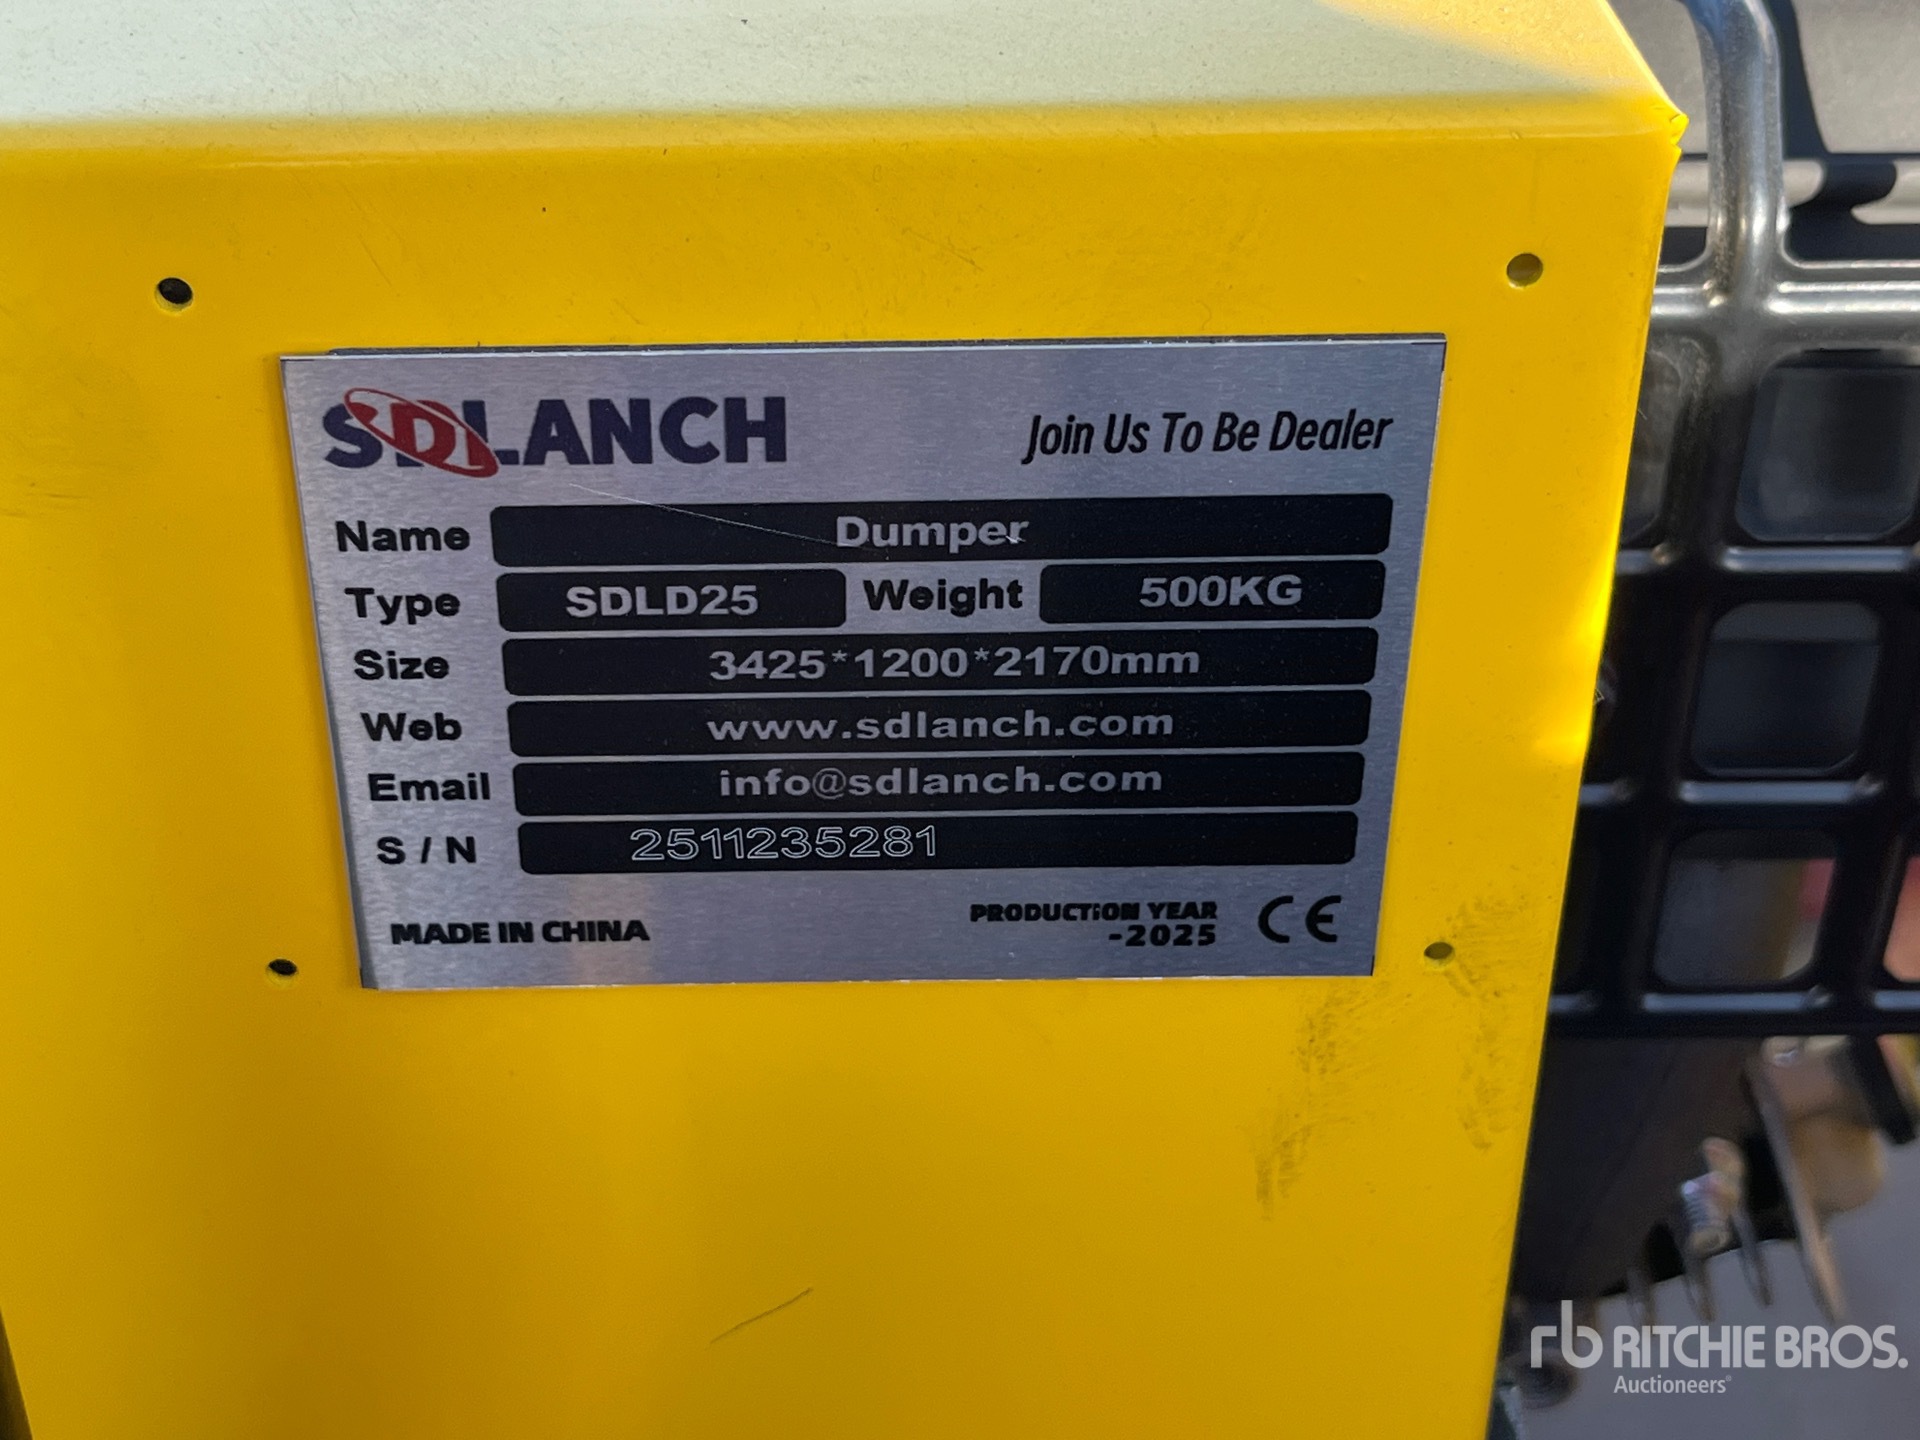 SDLANCH
Join Us To Be Dealer
Name Dumper
Type SDLD25 Weight 500KG
Size 3425*1200*2170mm
Web www.sdlanch.com
Email info@sdlanch.com
S / N 2511235281
MADE IN CHINA
PRODUCTION YEAR
-2025
CE
rb RITCHIE BROS.
Auctioneers